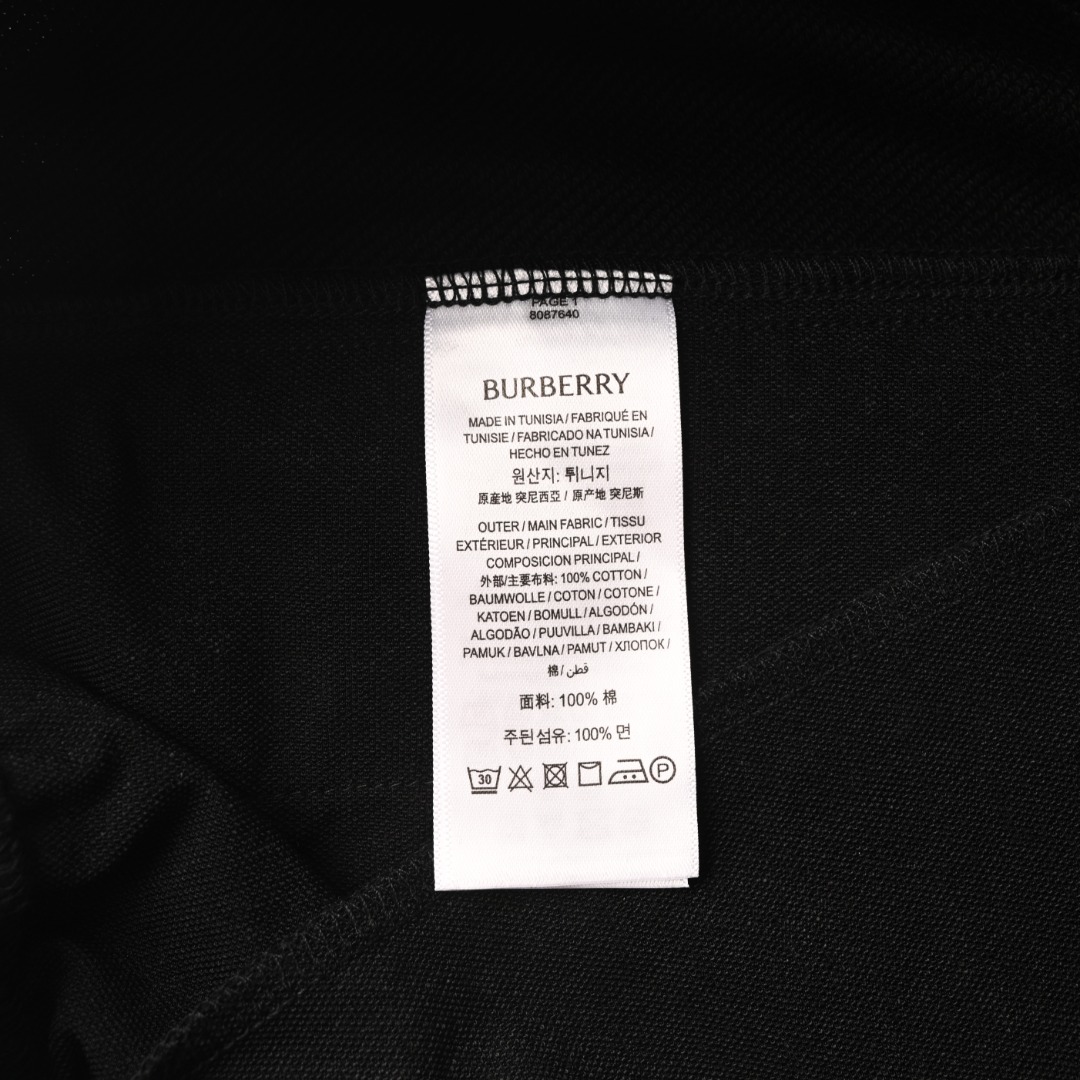 PAGE 1
8087640
BURBERRY
MADE IN TUNISIA / FABRIQUÉ EN
TUNISIE / FABRICADO NA TUNISIA /
HECHO EN TUNEZ
원산지: 튀니지
原産地 突尼西亞 / 原产地 突尼斯
OUTER / MAIN FABRIC / TISSU
EXTÉRIEUR / PRINCIPAL / EXTERIOR
COMPOSICION PRINCIPAL /
外部/主要布料: 100% COTTON /
BAUMWOLLE / COTON / COTONE /
KATOEN / BOMULL / ALGODÓN /
ALGODÃO / PUUVILLA / BAMBAKI /
PAMUK / BAVLNA / PAMUT / ХЛОПОК /
棉 / قطن
面料: 100% 棉
주된섬유: 100% 면
30 P